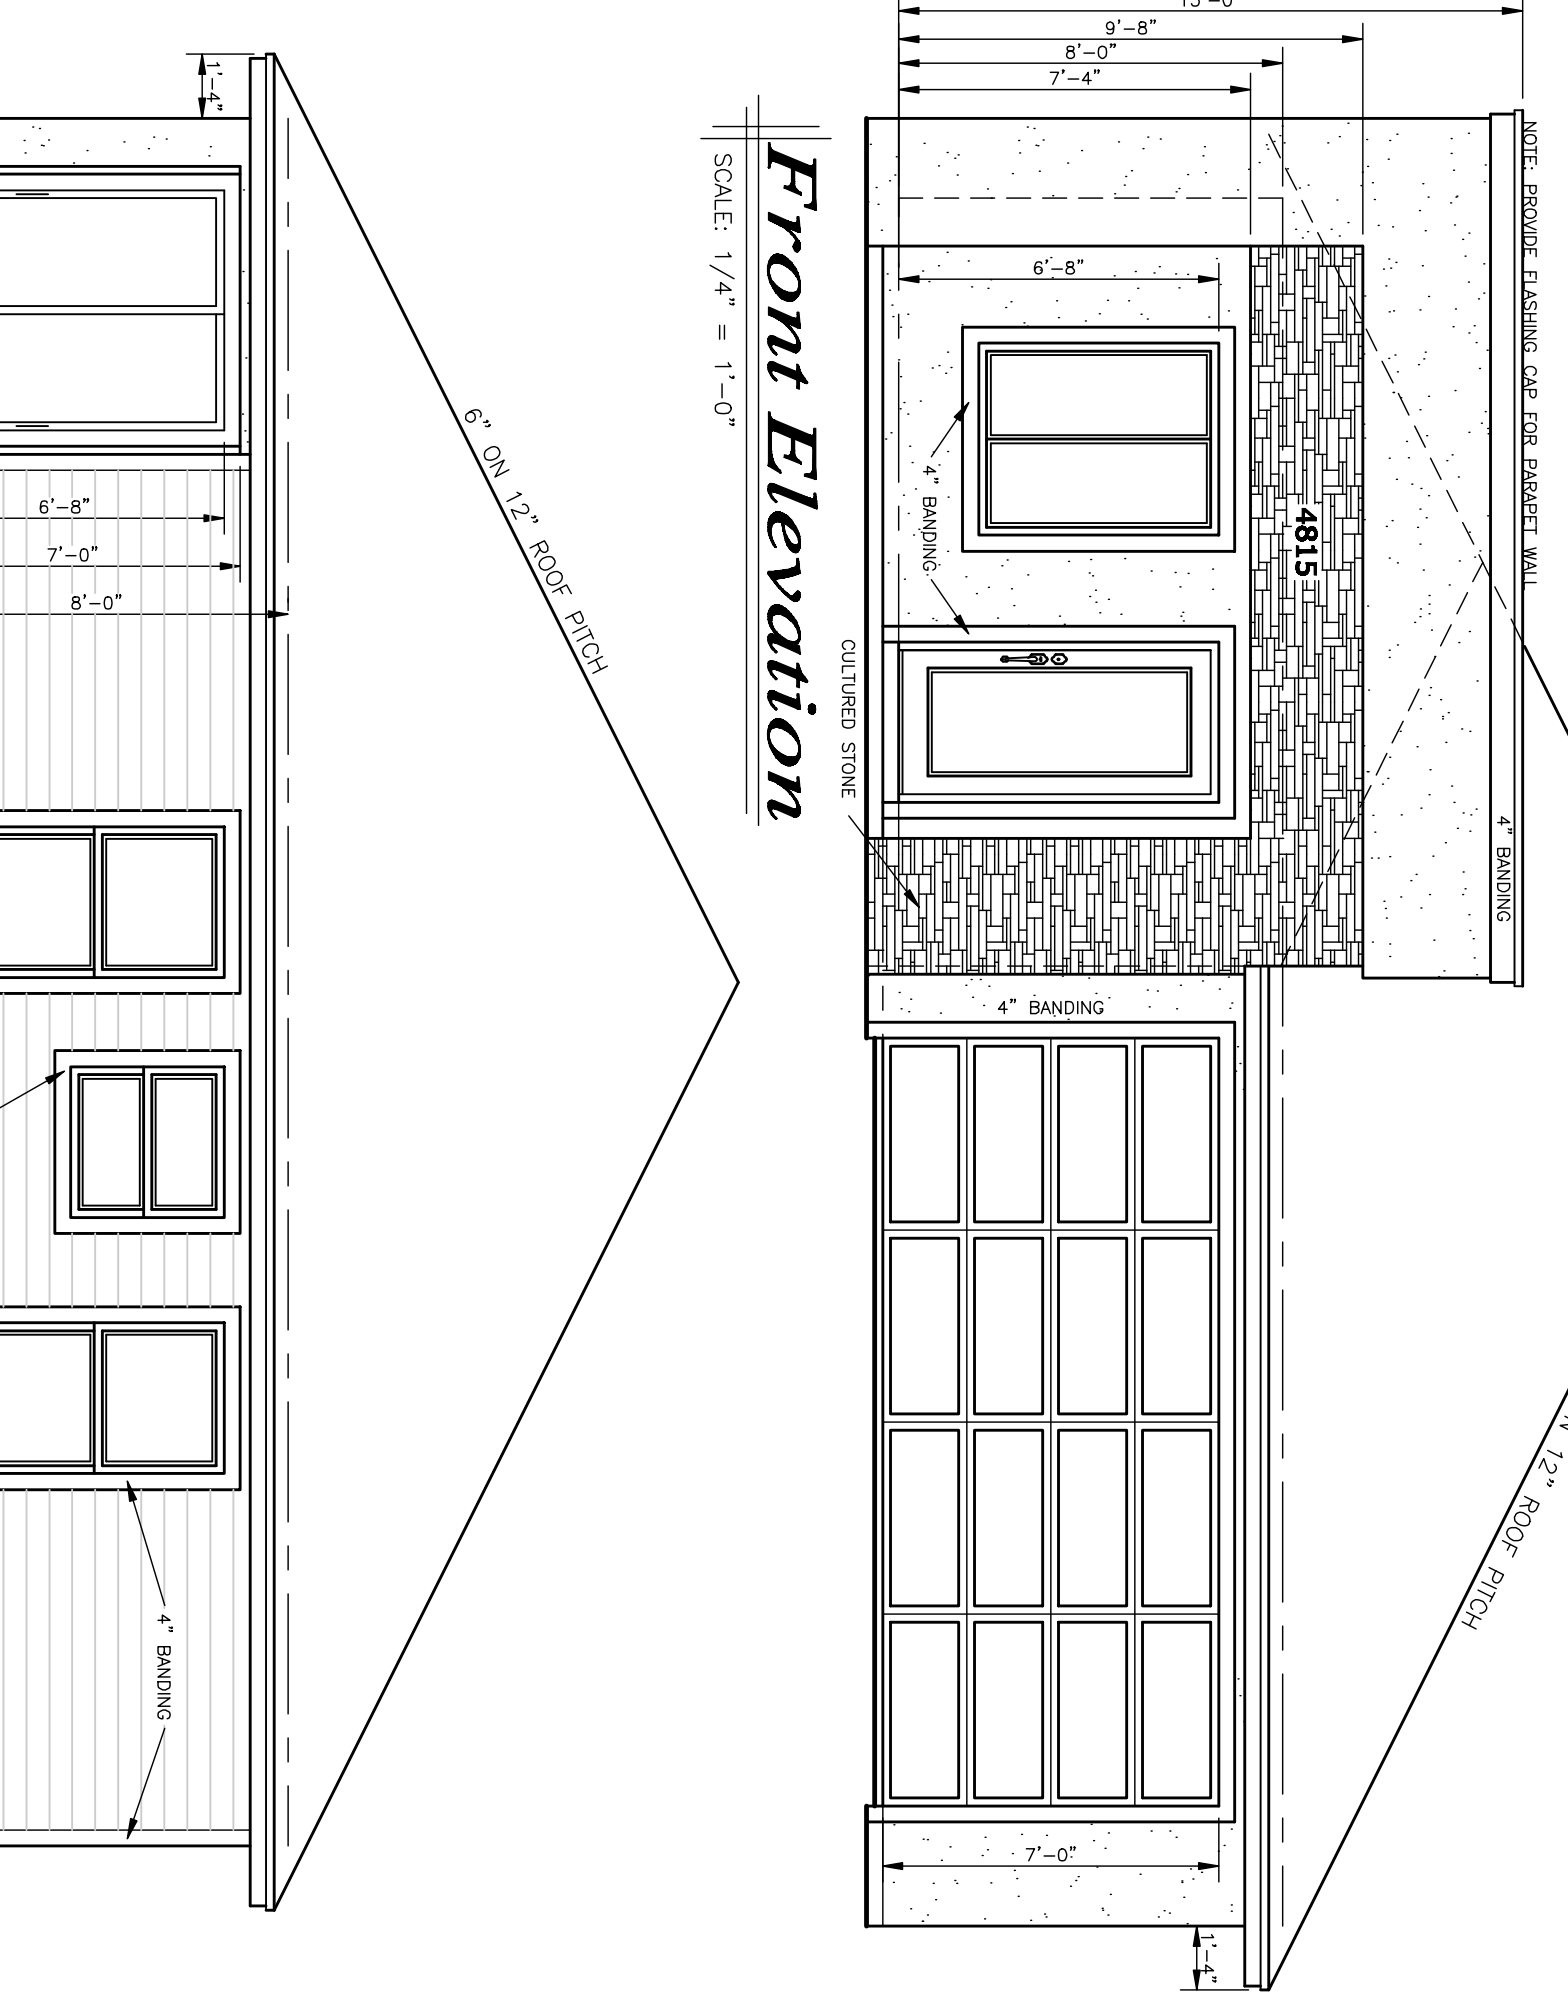 13'-0"
9'-8"
8'-0"
7'-4"
NOTE: PROVIDE FLASHING CAP FOR PARAPET WALL
4" BANDING
4815
6'-8"
4" BANDING
CULTURED STONE
4" BANDING
7'-0"
1'-4"
12" ROOF PITCH
Front Elevation
SCALE: 1/4" = 1'-0"
6" ON 12" ROOF PITCH
1'-4"
6'-8"
7'-0"
8'-0"
4" BANDING